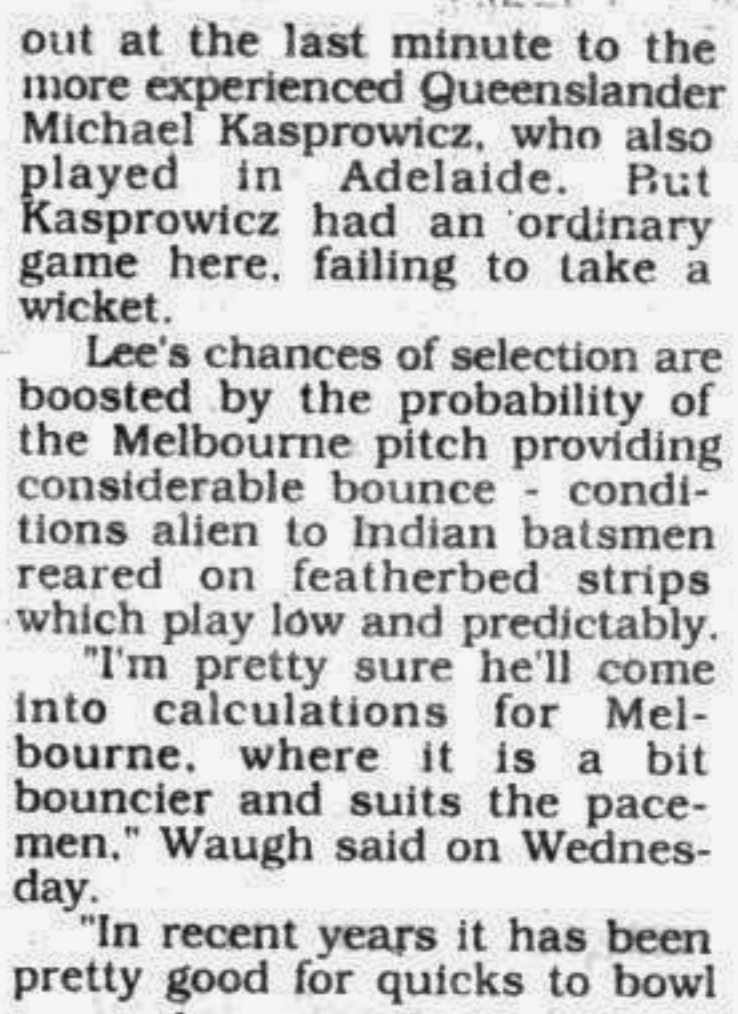 out at the last minute to the
more experienced Queenslander
Michael Kasprowicz, who also
played in Adelaide. But
Kasprowicz had an ordinary
game here, failing to take a
wicket.
Lee's chances of selection are
boosted by the probability of
the Melbourne pitch providing
considerable bounce - condi-
tions alien to Indian batsmen
reared on featherbed strips
which play low and predictably.
"I'm pretty sure he'll come
into calculations for Mel-
bourne, where it is a bit
bouncier and suits the pace-
men," Waugh said on Wednes-
day.
"In recent years it has been
pretty good for quicks to bowl